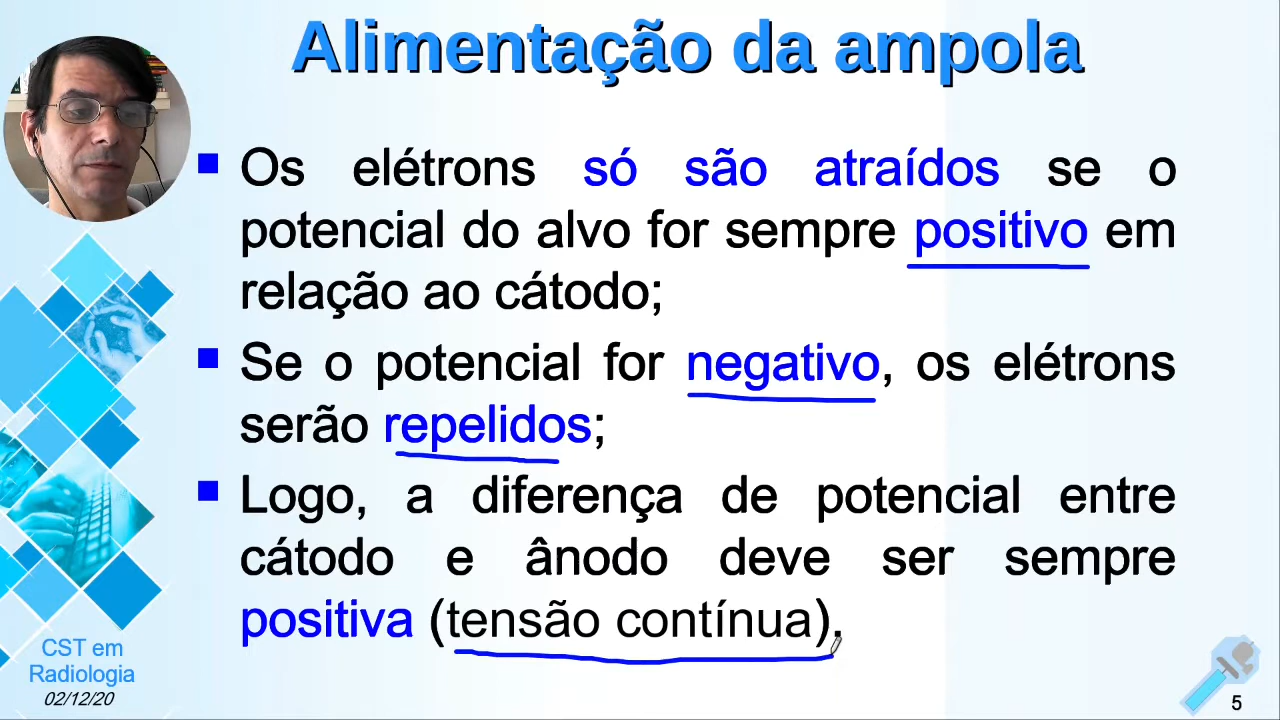 Alimentação da ampola
Os elétrons só são atraídos se o
potencial do alvo for sempre positivo em
relação ao cátodo;
Se o potencial for negativo, os elétrons
serão repelidos;
Logo, a diferença de potencial entre
cátodo e ânodo deve ser sempre
positiva (tensão contínua).
CST em
Radiologia
02/12/20
5